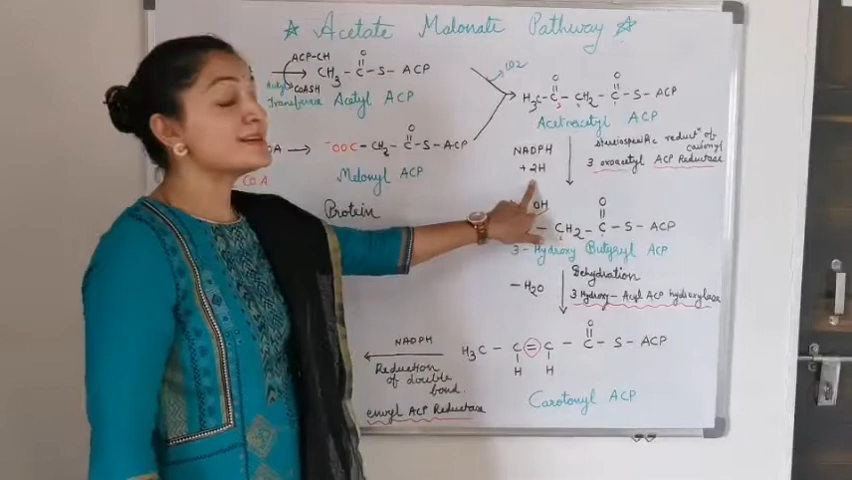 ☆ Acetate Malonate Pathway ☆
ACP-CH
CoASH
Transferase
O
CH3 - C - S - ACP
Acetyl ACP
CO2
O O
H3C - C - CH2 - C - S - ACP
Acetoacetyl ACP
O
-OOC - CH2 - C - S - ACP
Malonyl ACP
CoA
Protein
NADPH
+ 2H
stereospecific reductn of
carbonyl
3 oxoacetyl ACP Reductase
OH O
- CH2 - C - S - ACP
3 - Hydroxy Butyryl ACP
- H2O
Dehydration
3 Hydroxy - Acyl ACP hydroxylase
O
H3C - C = C - C - S - ACP
H H
Carotonyl ACP
NADPH
Reduction
of double
bond.
enoyl ACP Reductase